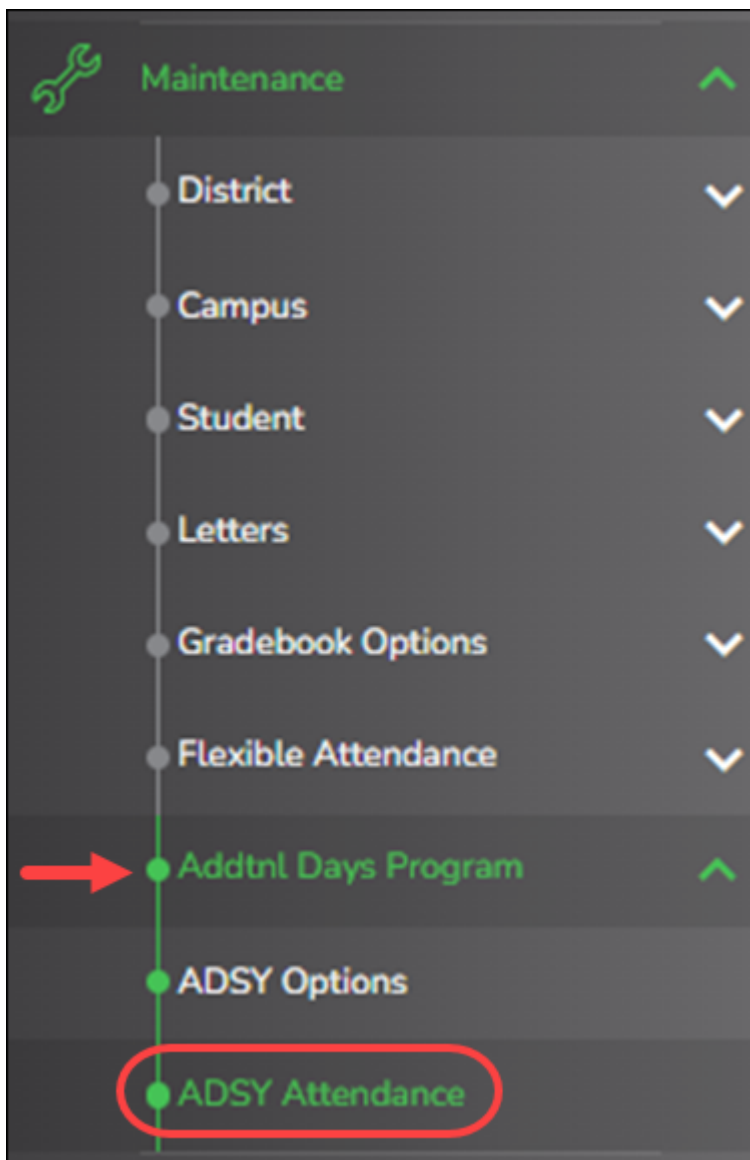 Maintenance
District
Campus
Student
Letters
Gradebook Options
Flexible Attendance
Addtnl Days Program
ADSY Options
ADSY Attendance